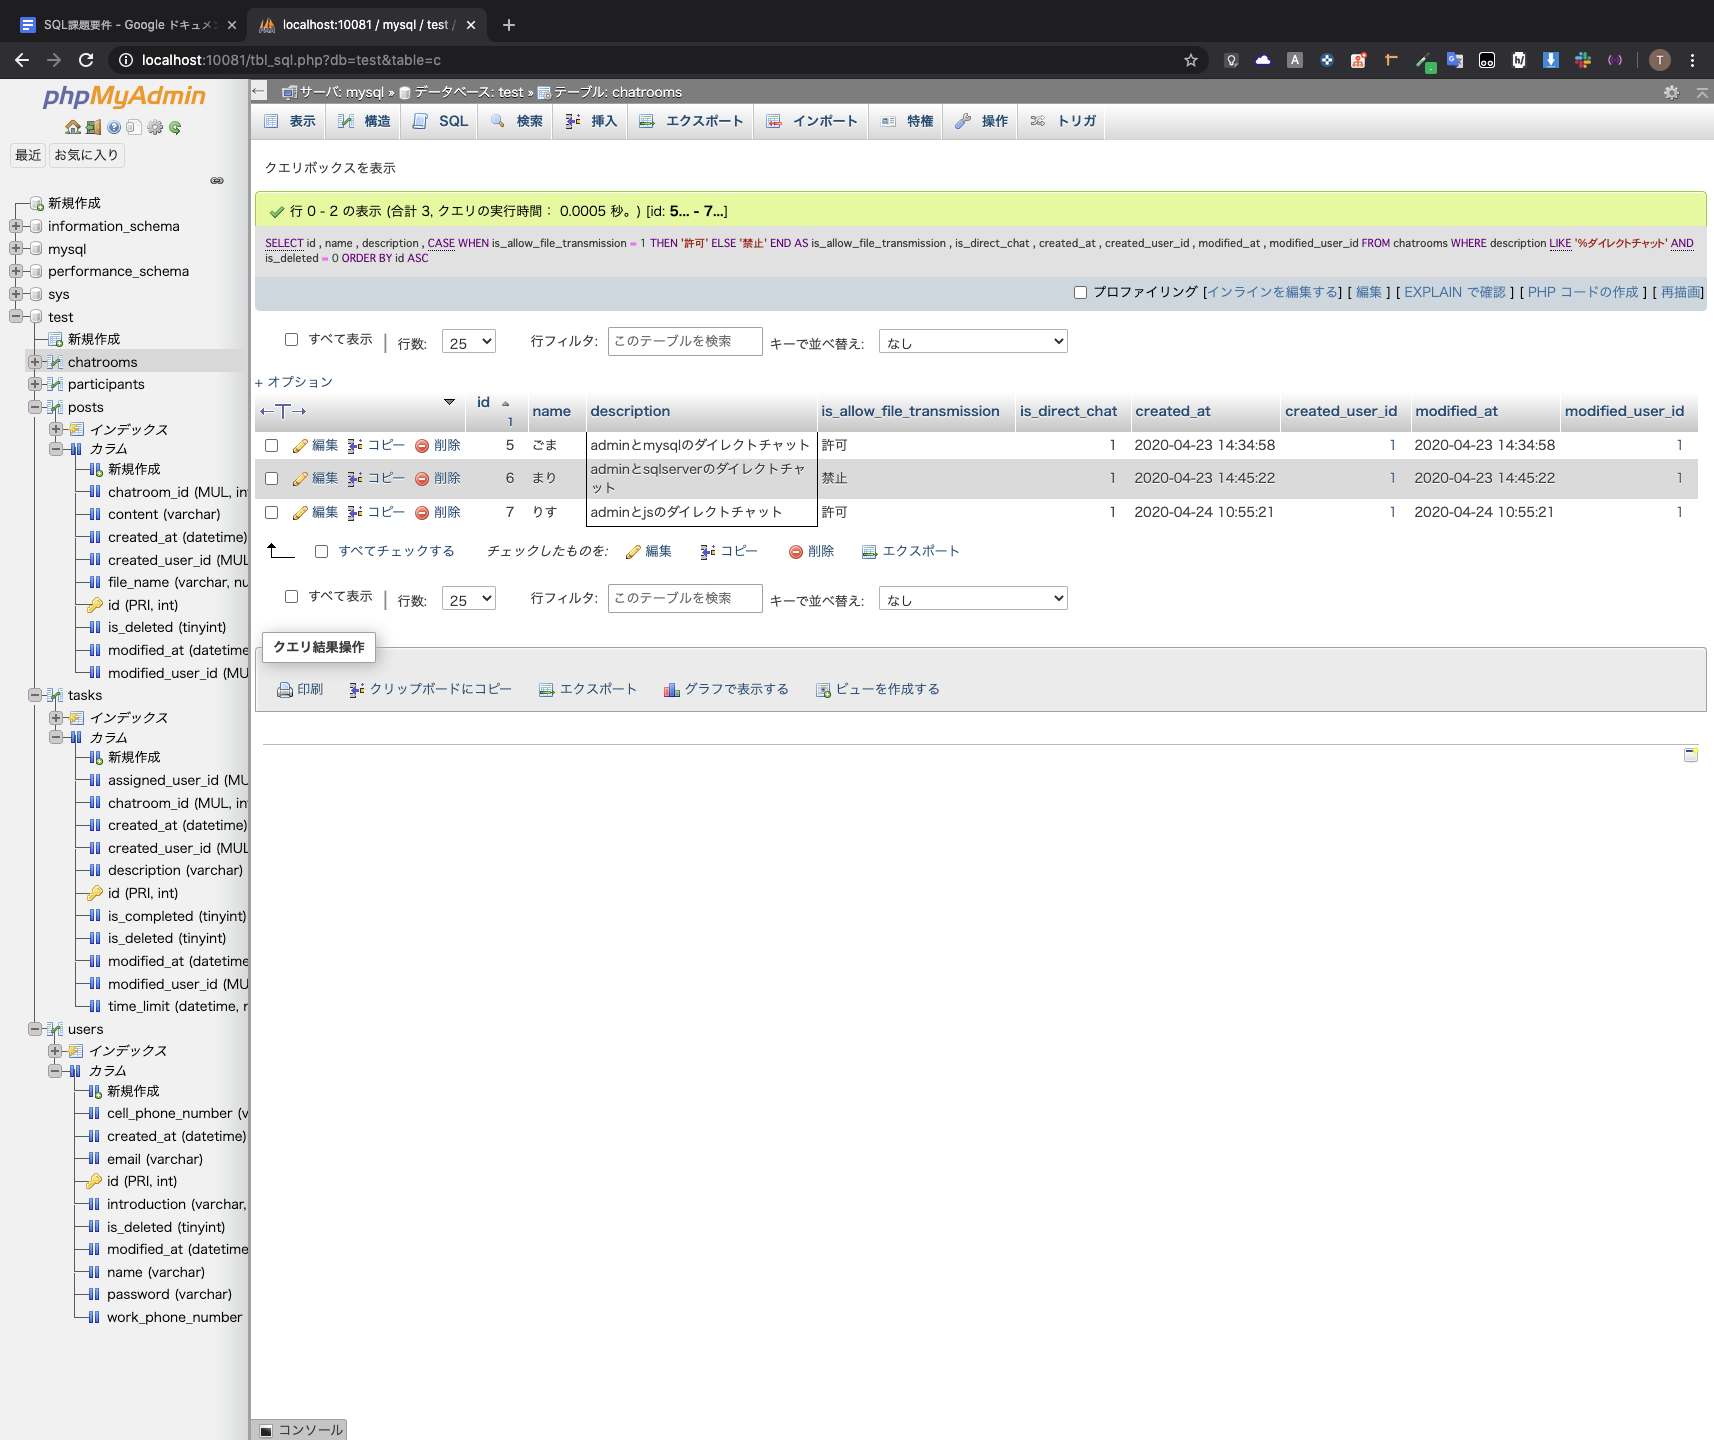 SQL課題要件 - Google ドキュメン
localhost:10081 / mysql / test /
localhost:10081/tbl_sql.php?db=test&table=c
T
phpMyAdmin
最近 お気に入り
新規作成
information_schema
mysql
performance_schema
sys
test
新規作成
chatrooms
participants
posts
インデックス
カラム
新規作成
chatroom_id (MUL, in
content (varchar)
created_at (datetime)
created_user_id (MUL
file_name (varchar, nu
id (PRI, int)
is_deleted (tinyint)
modified_at (datetime
modified_user_id (MU
tasks
インデックス
カラム
新規作成
assigned_user_id (MU
chatroom_id (MUL, in
created_at (datetime)
created_user_id (MUL
description (varchar)
id (PRI, int)
is_completed (tinyint)
is_deleted (tinyint)
modified_at (datetime
modified_user_id (MU
time_limit (datetime, n
users
インデックス
カラム
新規作成
cell_phone_number (v
created_at (datetime)
email (varchar)
id (PRI, int)
introduction (varchar,
is_deleted (tinyint)
modified_at (datetime
name (varchar)
password (varchar)
work_phone_number
サーバ: mysql » データベース: test » テーブル: chatrooms
表示 構造 SQL 検索 挿入 エクスポート インポート 特権 操作 トリガ
クエリボックスを表示
行 0 - 2 の表示 (合計 3, クエリの実行時間： 0.0005 秒。) [id: 5... - 7...]
SELECT id , name , description , CASE WHEN is_allow_file_transmission = 1 THEN '許可' ELSE '禁止' END AS is_allow_file_transmission , is_direct_chat , created_at , created_user_id , modified_at , modified_user_id FROM chatrooms WHERE description LIKE '%ダイレクトチャット' AND
is_deleted = 0 ORDER BY id ASC
プロファイリング [インラインを編集する] [ 編集 ] [ EXPLAIN で確認 ] [ PHP コードの作成 ] [ 再描画]
すべて表示 | 行数: 25 行フィルタ: このテーブルを検索 キーで並べ替え: なし
+ オプション
←T→ id 1 name description is_allow_file_transmission is_direct_chat created_at created_user_id modified_at modified_user_id
編集 コピー 削除 5 ごま adminとmysqlのダイレクトチャット 許可 1 2020-04-23 14:34:58 1 2020-04-23 14:34:58 1
編集 コピー 削除 6 まり adminとsqlserverのダイレクトチャ
ット 禁止 1 2020-04-23 14:45:22 1 2020-04-23 14:45:22 1
編集 コピー 削除 7 りす adminとjsのダイレクトチャット 許可 1 2020-04-24 10:55:21 1 2020-04-24 10:55:21 1
すべてチェックする チェックしたものを: 編集 コピー 削除 エクスポート
すべて表示 | 行数: 25 行フィルタ: このテーブルを検索 キーで並べ替え: なし
クエリ結果操作
印刷 クリップボードにコピー エクスポート グラフで表示する ビューを作成する
コンソール